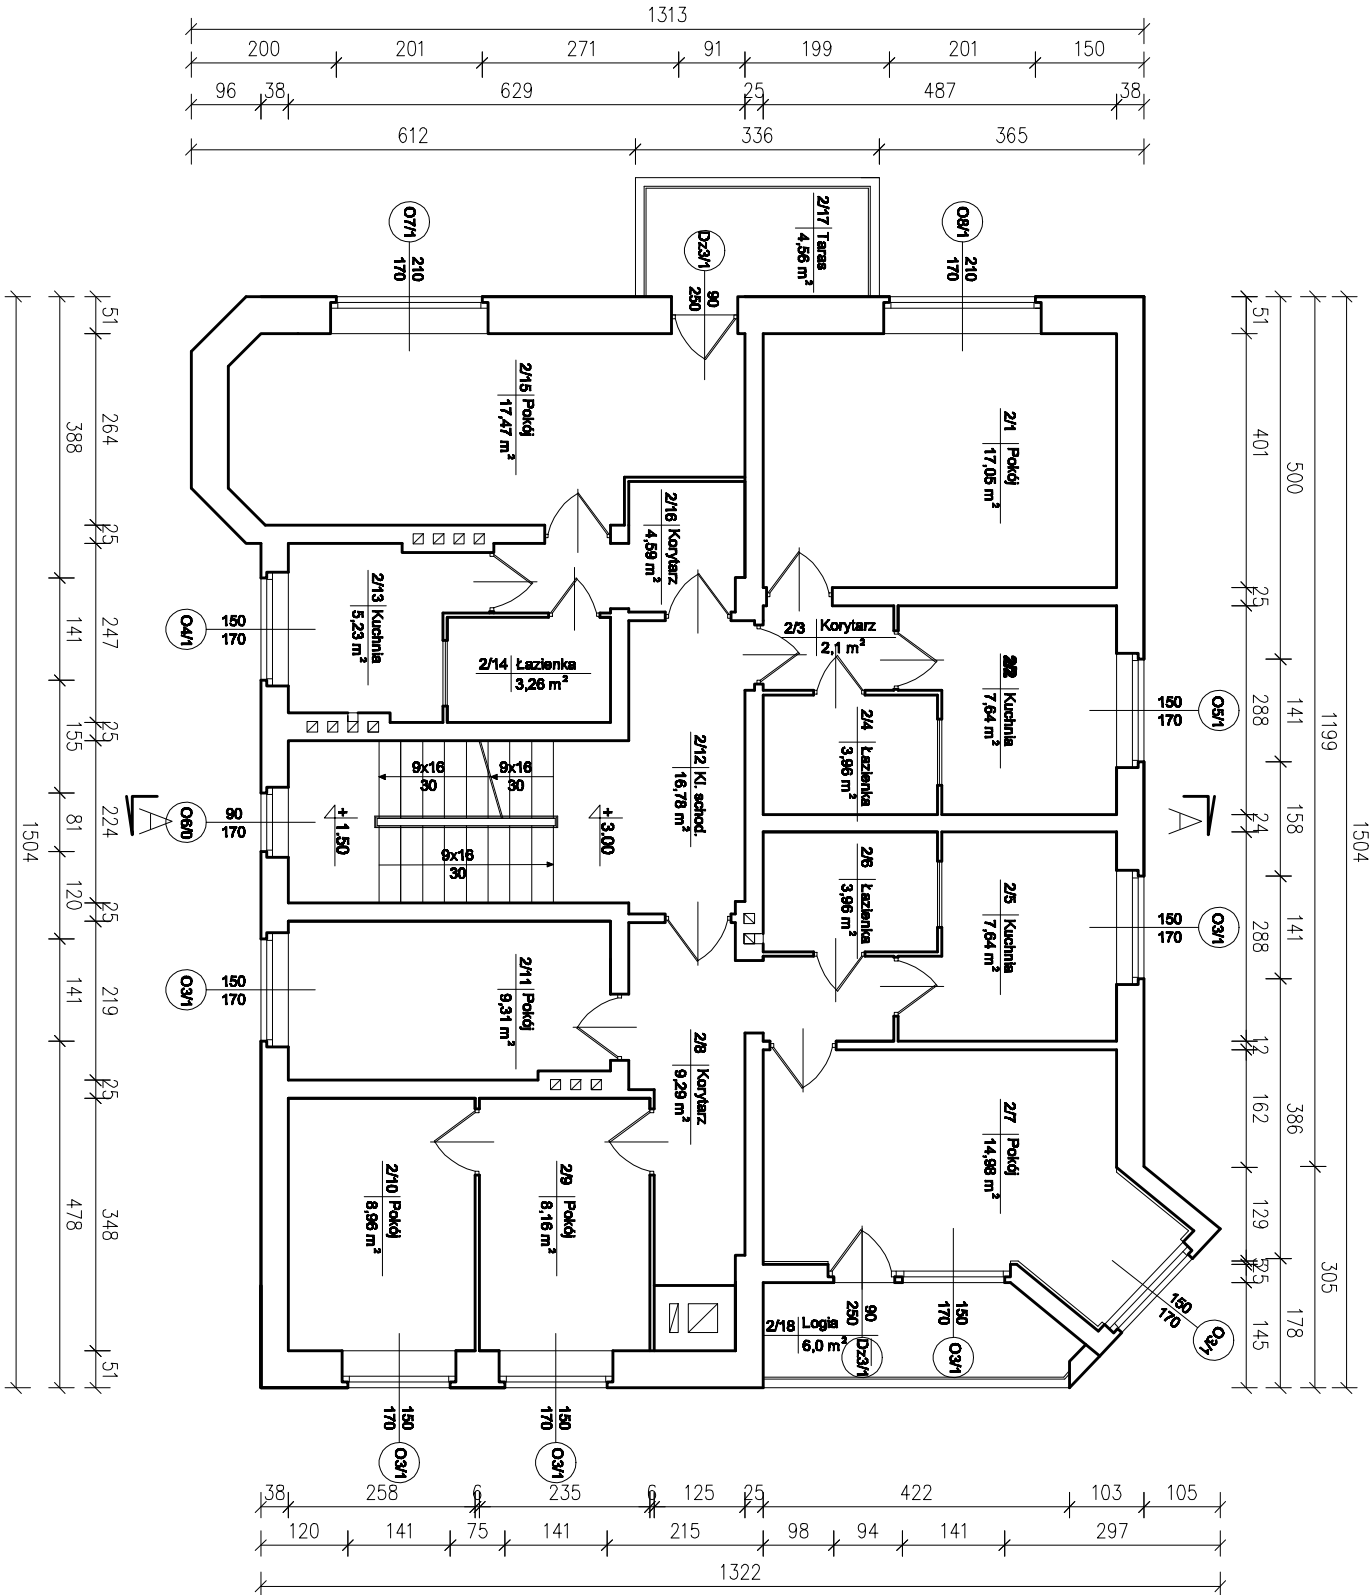 1313
200 201 271 91 199 201 150
96 38 629 25 487 38
612 336 365
2/17 Taras
4,56 m²
O7/1
210
170
Dz3/1
90
250
O8/1
210
170
2/15 Pokój
17,47 m²
2/1 Pokój
17,05 m²
2/16 Korytarz
4,59 m²
2/13 Kuchnia
5,23 m²
2/14 Łazienka
3,26 m²
2/3 Korytarz
2,1 m²
2/2 Kuchnia
7,64 m²
2/4 Łazienka
3,96 m²
2/12 Kl. schod.
16,78 m²
O4/1
150
170
O5/1
150
170
9x16
30
9x16
30
9x16
30
+ 1.50
+ 3.00
O6/0
90
170
A
A
2/6 Łazienka
3,96 m²
2/5 Kuchnia
7,64 m²
O3/1
150
170
2/11 Pokój
9,31 m²
O3/1
150
170
2/8 Korytarz
9,29 m²
2/7 Pokój
14,98 m²
2/10 Pokój
8,96 m²
2/9 Pokój
8,16 m²
2/18 Logia
6,0 m²
90
250
Dz3/1
150
170
O3/1
150
170
O3/1
150
170
O3/1
150
170
O3/1
51 264 25 247 25 224 25 219 25 348 51
388 141 155 81 120 141 478
1504
51 401 25 288 24 288 12 162 129 25 145
500 141 158 141 386 178
1199 305
1504
38 258 6 235 6 125 25 422 103 105
120 141 75 141 215 98 94 141 297
1322